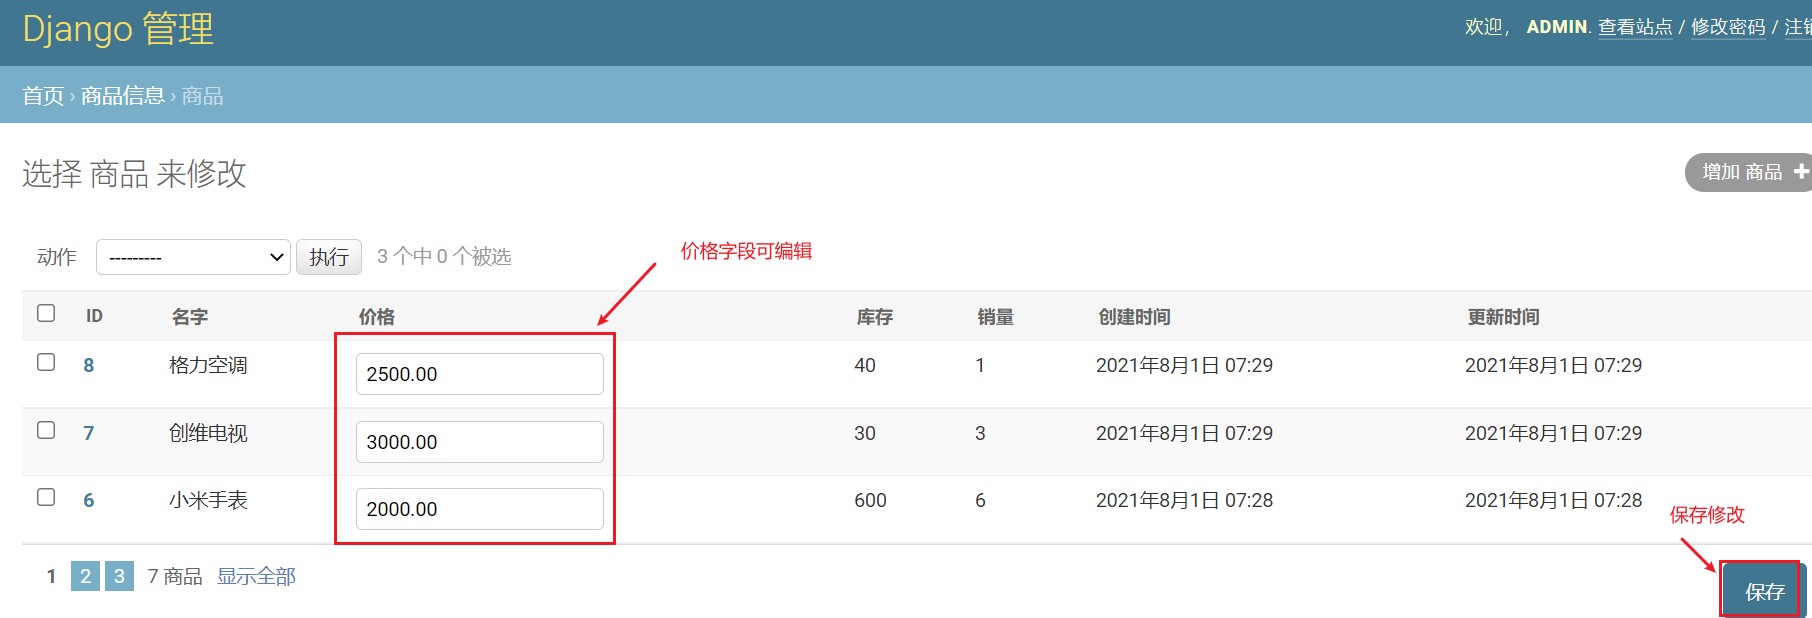 Django 管理
欢迎， ADMIN. 查看站点 / 修改密码 / 注销
首页 › 商品信息 › 商品
选择 商品 来修改
增加 商品 +
动作 --------- 执行 3 个中 0 个被选
价格字段可编辑
ID 名字 价格 库存 销量 创建时间 更新时间
8 格力空调 2500.00 40 1 2021年8月1日 07:29 2021年8月1日 07:29
7 创维电视 3000.00 30 3 2021年8月1日 07:29 2021年8月1日 07:29
6 小米手表 2000.00 600 6 2021年8月1日 07:28 2021年8月1日 07:28
保存修改
1 2 3 7 商品 显示全部
保存